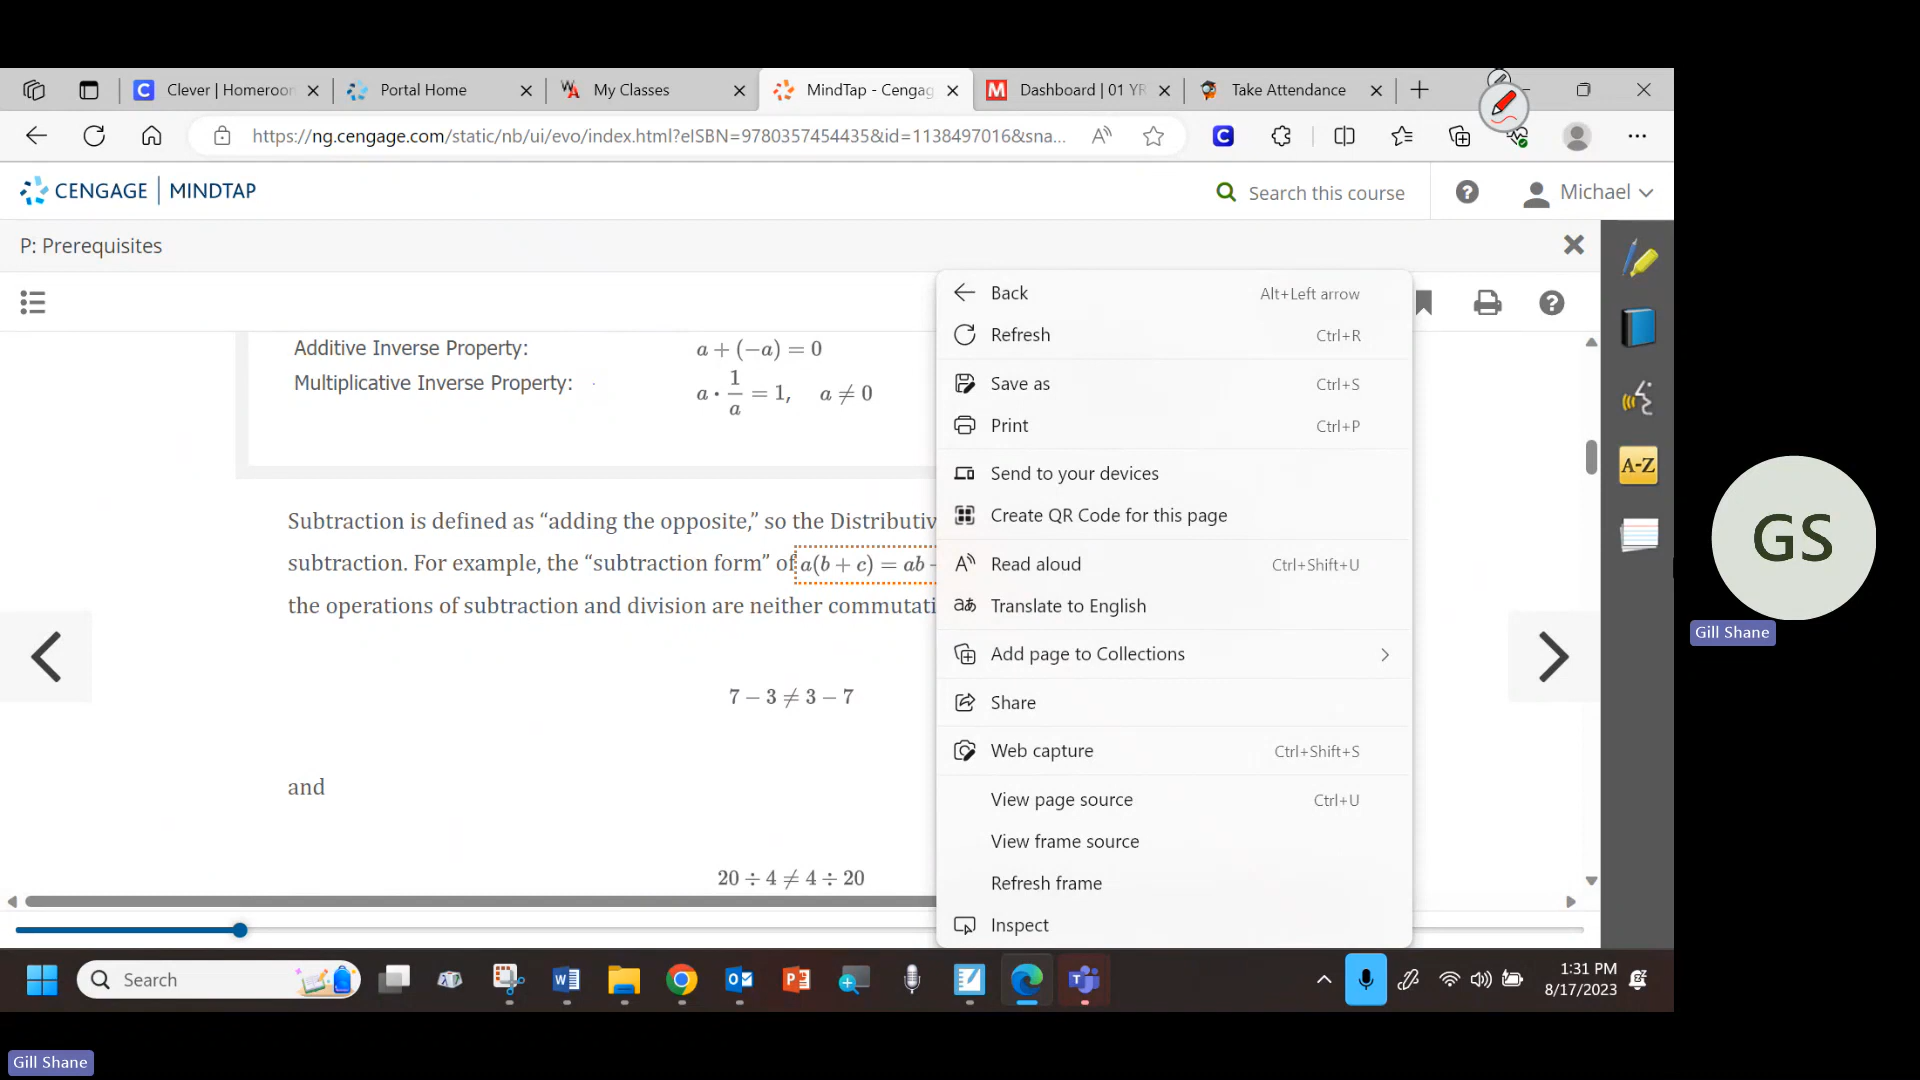 Clever | Homeroom
Portal Home
My Classes
MindTap - Cengag
Dashboard | 01 YR
Take Attendance
https://ng.cengage.com/static/nb/ui/evo/index.html?eISBN=9780357454435&id=1138497016&sna...
CENGAGE | MINDTAP
Search this course
Michael
P: Prerequisites
Additive Inverse Property: a + (−a) = 0
Multiplicative Inverse Property: a · 1/a = 1, a ≠ 0
Subtraction is defined as “adding the opposite,” so the Distributiv
subtraction. For example, the “subtraction form” of a(b + c) = ab
the operations of subtraction and division are neither commutati
7 − 3 ≠ 3 − 7
and
20 ÷ 4 ≠ 4 ÷ 20
Back Alt+Left arrow
Refresh Ctrl+R
Save as Ctrl+S
Print Ctrl+P
Send to your devices
Create QR Code for this page
Read aloud Ctrl+Shift+U
Translate to English
Add page to Collections
Share
Web capture Ctrl+Shift+S
View page source Ctrl+U
View frame source
Refresh frame
Inspect
A-Z
GS
Gill Shane
Search
1:31 PM
8/17/2023
Gill Shane